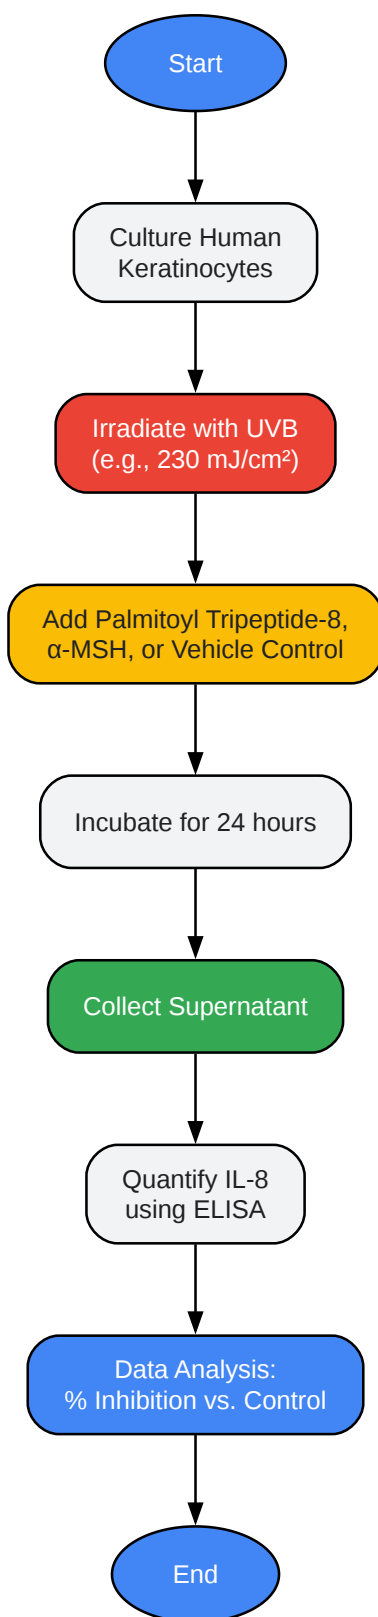 Start
Culture Human
Keratinocytes
Irradiate with UVB
(e.g., 230 mJ/cm²)
Add Palmitoyl Tripeptide-8,
α-MSH, or Vehicle Control
Incubate for 24 hours
Collect Supernatant
Quantify IL-8
using ELISA
Data Analysis:
% Inhibition vs. Control
End